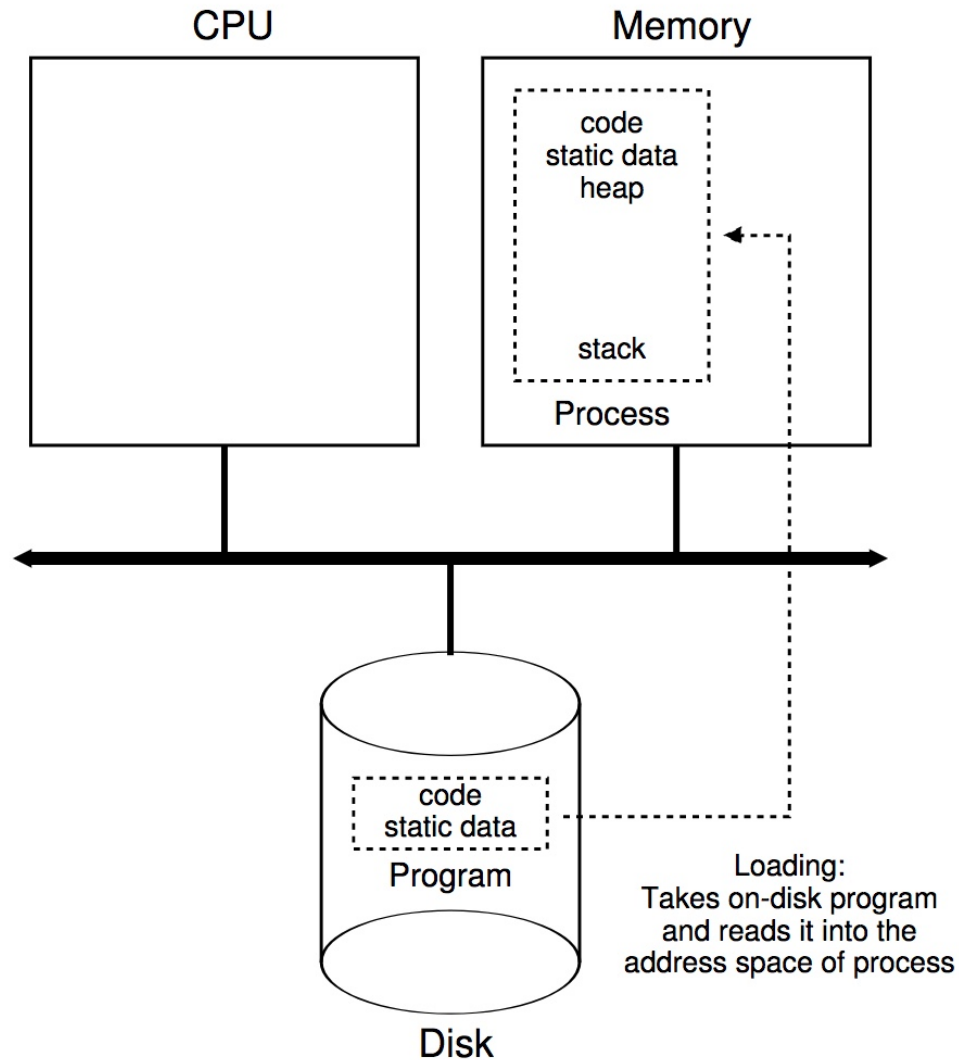 CPU
Memory
code
static data
heap
stack
Process
code
static data
Program
Loading:
Takes on-disk program
and reads it into the
address space of process
Disk